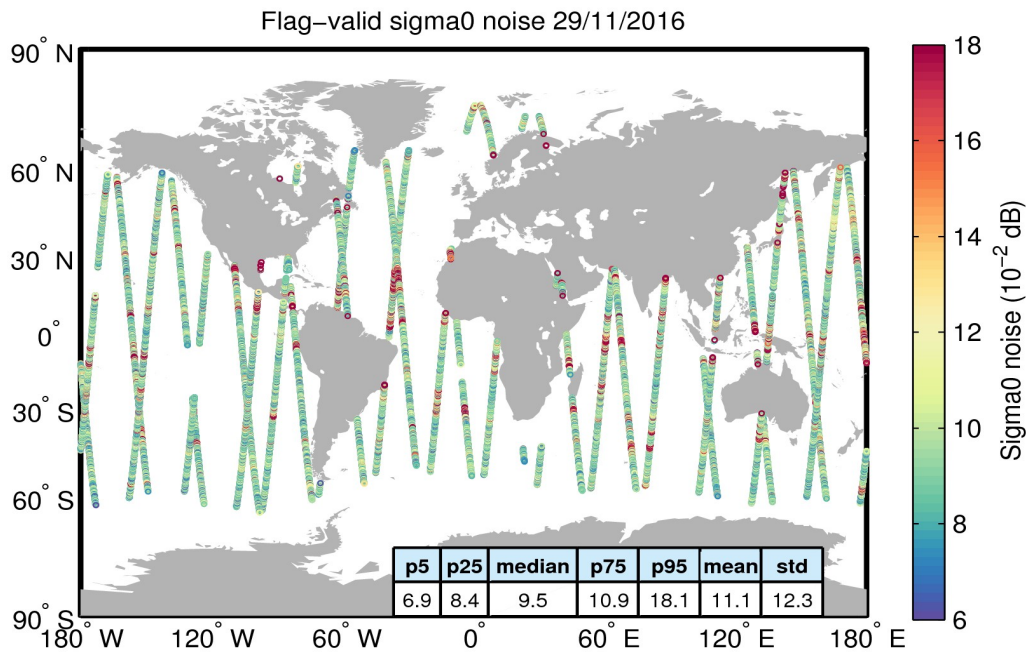 Flag−valid sigma0 noise 29/11/2016
90° N
60° N
30° N
0°
30° S
60° S
90° S
180° W
120° W
60° W
0°
60° E
120° E
180° E
p5 p25 median p75 p95 mean std
6.9 8.4 9.5 10.9 18.1 11.1 12.3
18
16
14
12
10
8
6
Sigma0 noise (10⁻² dB)